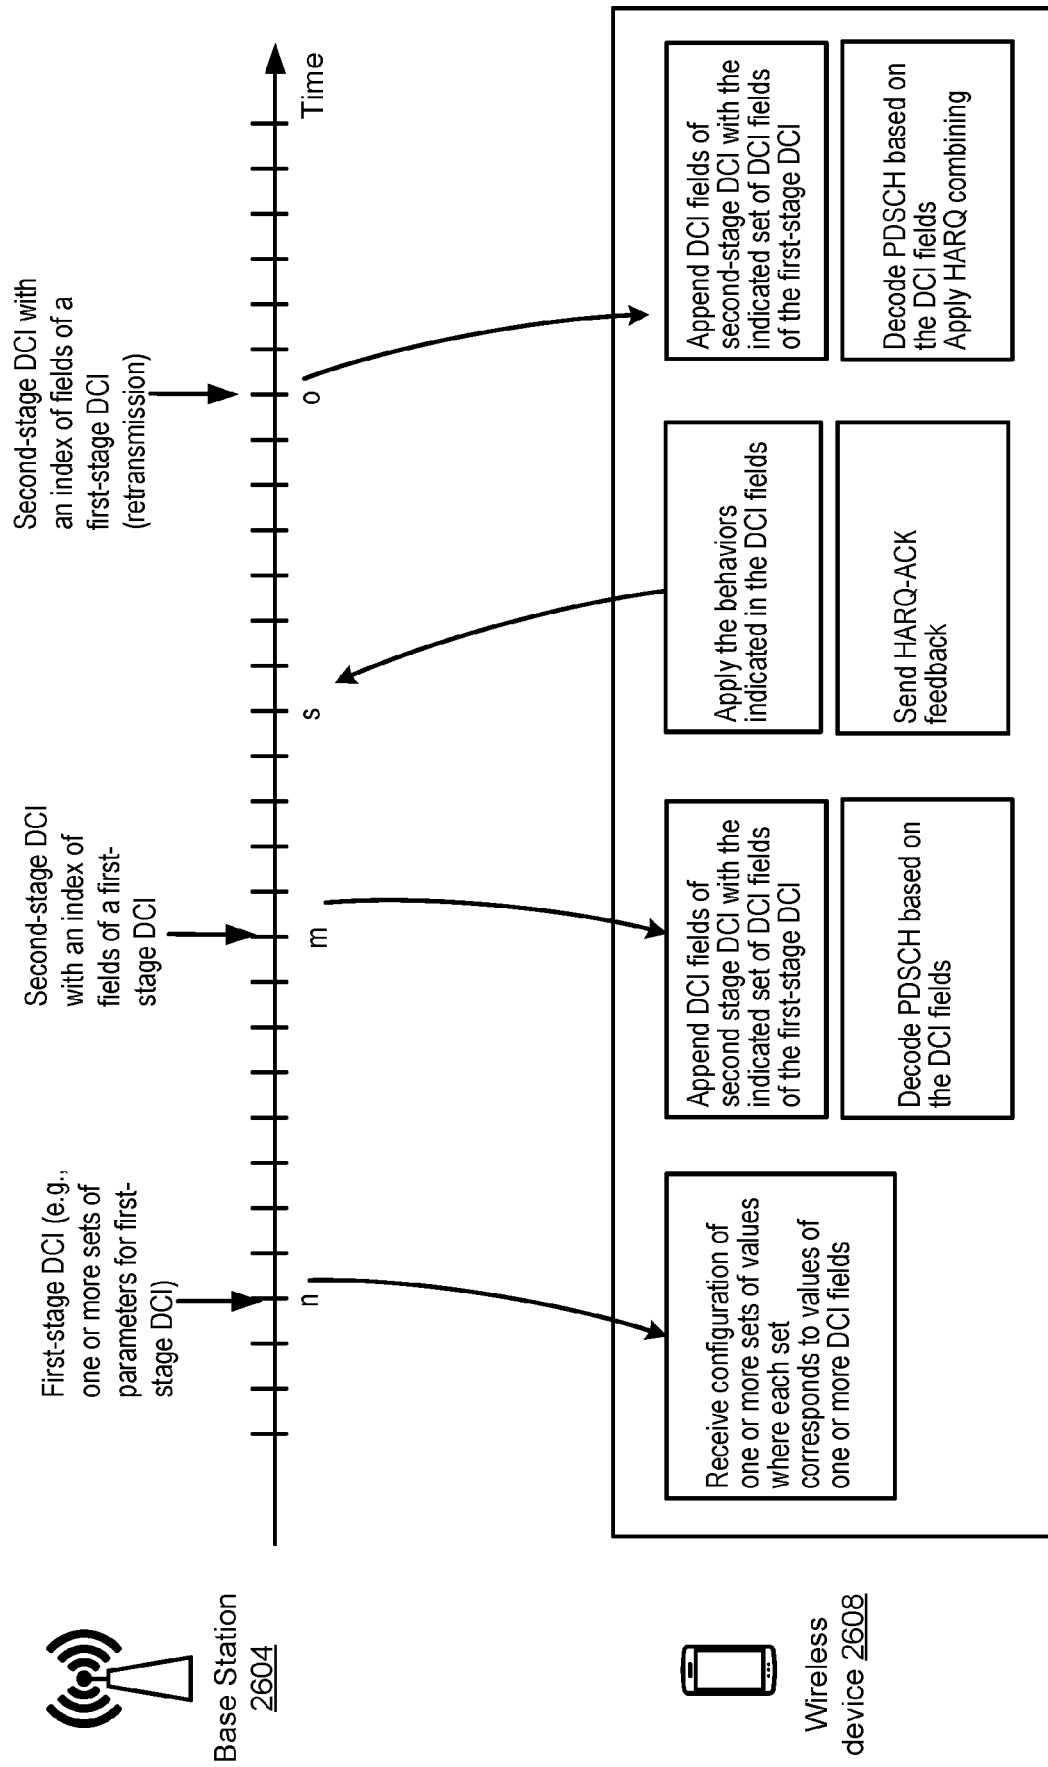 First-stage DCI (e.g.,
one or more sets of
parameters for first-
stage DCI)
Second-stage DCI
with an index of
fields of a first-
stage DCI
Second-stage DCI with
an index of fields of a
first-stage DCI
(retransmission)
Base Station
2604
n
m
s
o
Time
Wireless
device 2608
Receive configuration of
one or more sets of values
where each set
corresponds to values of
one or more DCI fields
Append DCI fields of
second stage DCI with the
indicated set of DCI fields
of the first-stage DCI
Decode PDSCH based on
the DCI fields
Apply the behaviors
indicated in the DCI fields
Send HARQ-ACK
feedback
Append DCI fields of
second-stage DCI with the
indicated set of DCI fields
of the first-stage DCI
Decode PDSCH based on
the DCI fields
Apply HARQ combining